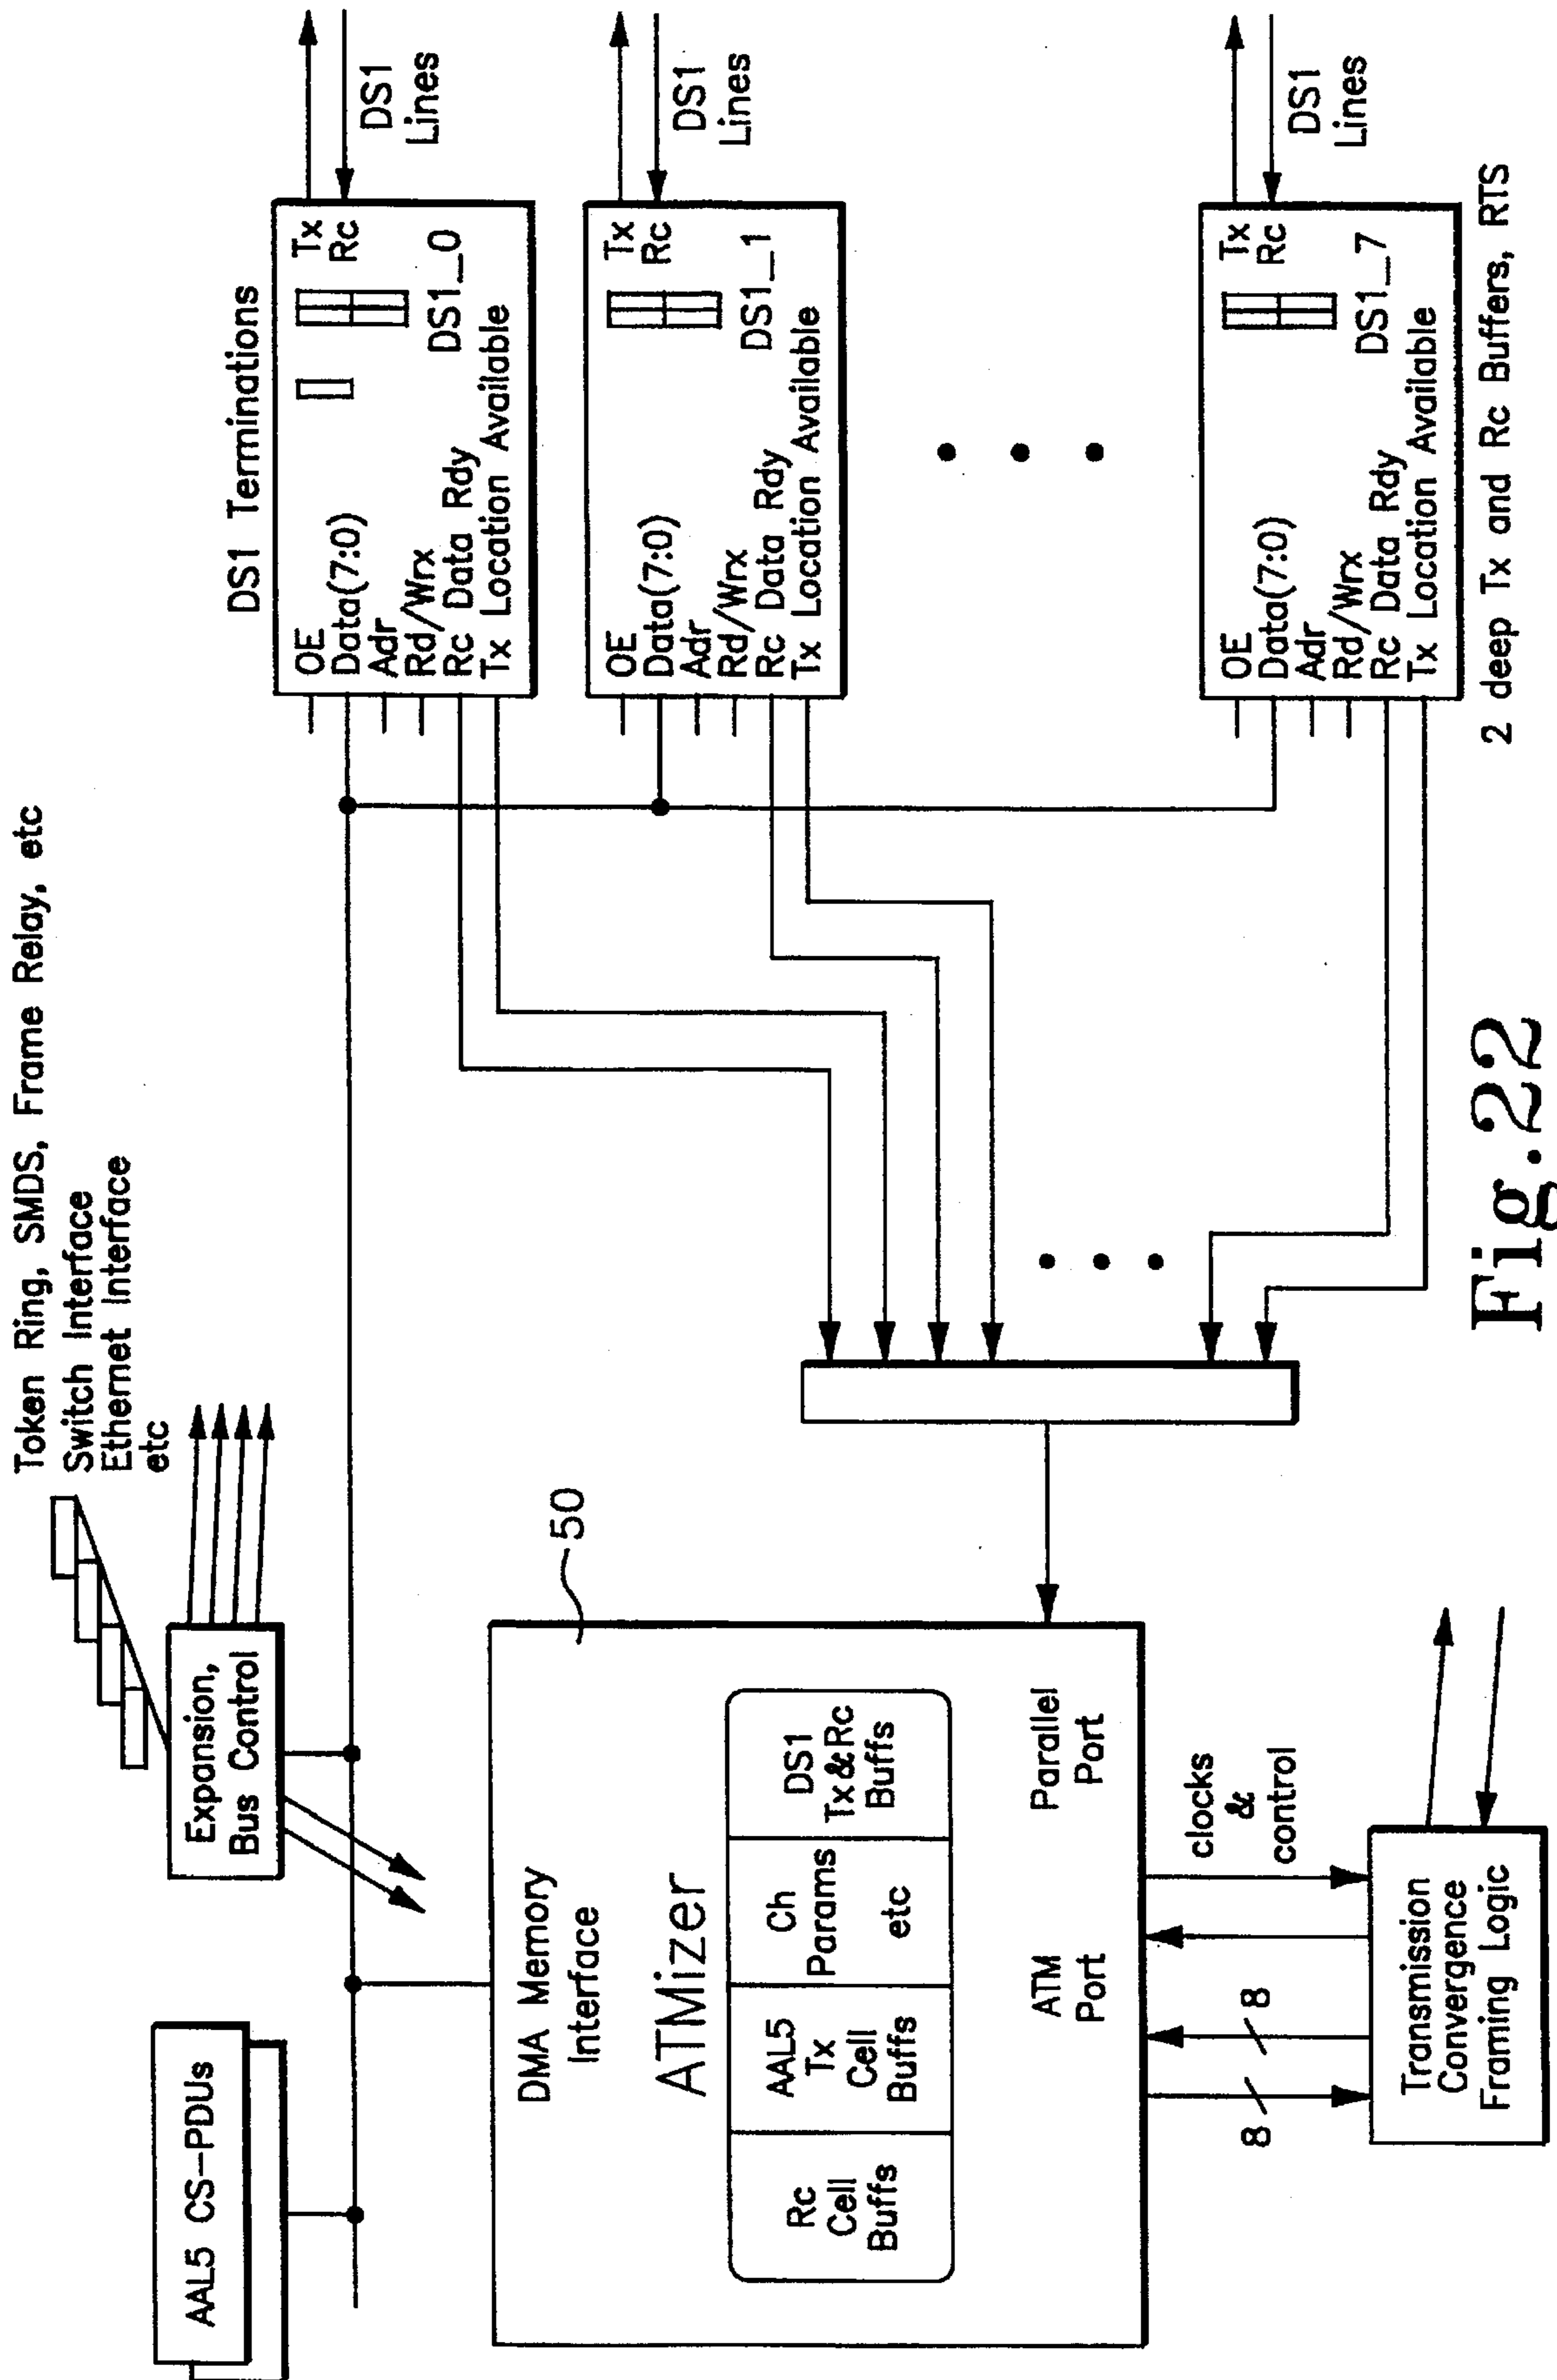 Token Ring, SMDS, Frame Relay, etc
Switch Interface
Ethernet Interface
etc
AAL5 CS-PDUs
Expansion,
Bus Control
DMA Memory
Interface
50
ATMizer
Rc
Cell
Buffs
AAL5
Tx
Cell
Buffs
Ch
Params
etc
DS1
Tx&Rc
Buffs
ATM
Port
Parallel
Port
8
8
clocks
&
control
Transmission
Convergence
Framing Logic
DS1 Terminations
OE
Data(7:0)
Adr
Rd/Wrx
Rc Data Rdy
Tx Location Available
Tx
Rc
DS1_0
DS1
Lines
OE
Data(7:0)
Adr
Rd/Wrx
Rc Data Rdy
Tx Location Available
Tx
Rc
DS1_1
DS1
Lines
OE
Data(7:0)
Adr
Rd/Wrx
Rc Data Rdy
Tx Location Available
Tx
Rc
DS1_7
DS1
Lines
2 deep Tx and Rc Buffers, RTS
Fig.22